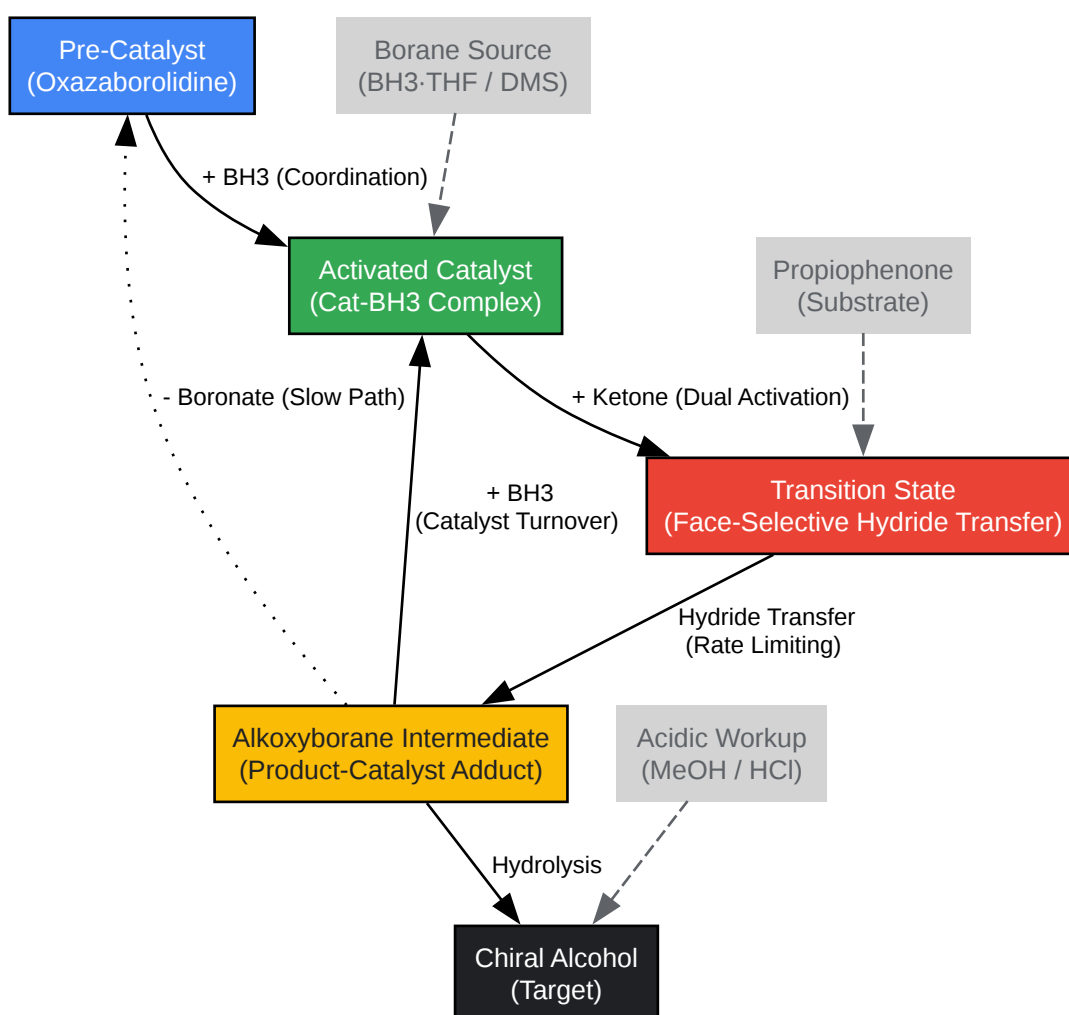 Pre-Catalyst
(Oxazaborolidine)
Borane Source
(BH3·THF / DMS)
+ BH3 (Coordination)
Activated Catalyst
(Cat-BH3 Complex)
Propiophenone
(Substrate)
- Boronate (Slow Path)
+ Ketone (Dual Activation)
+ BH3
(Catalyst Turnover)
Transition State
(Face-Selective Hydride Transfer)
Hydride Transfer
(Rate Limiting)
Alkoxyborane Intermediate
(Product-Catalyst Adduct)
Acidic Workup
(MeOH / HCl)
Hydrolysis
Chiral Alcohol
(Target)